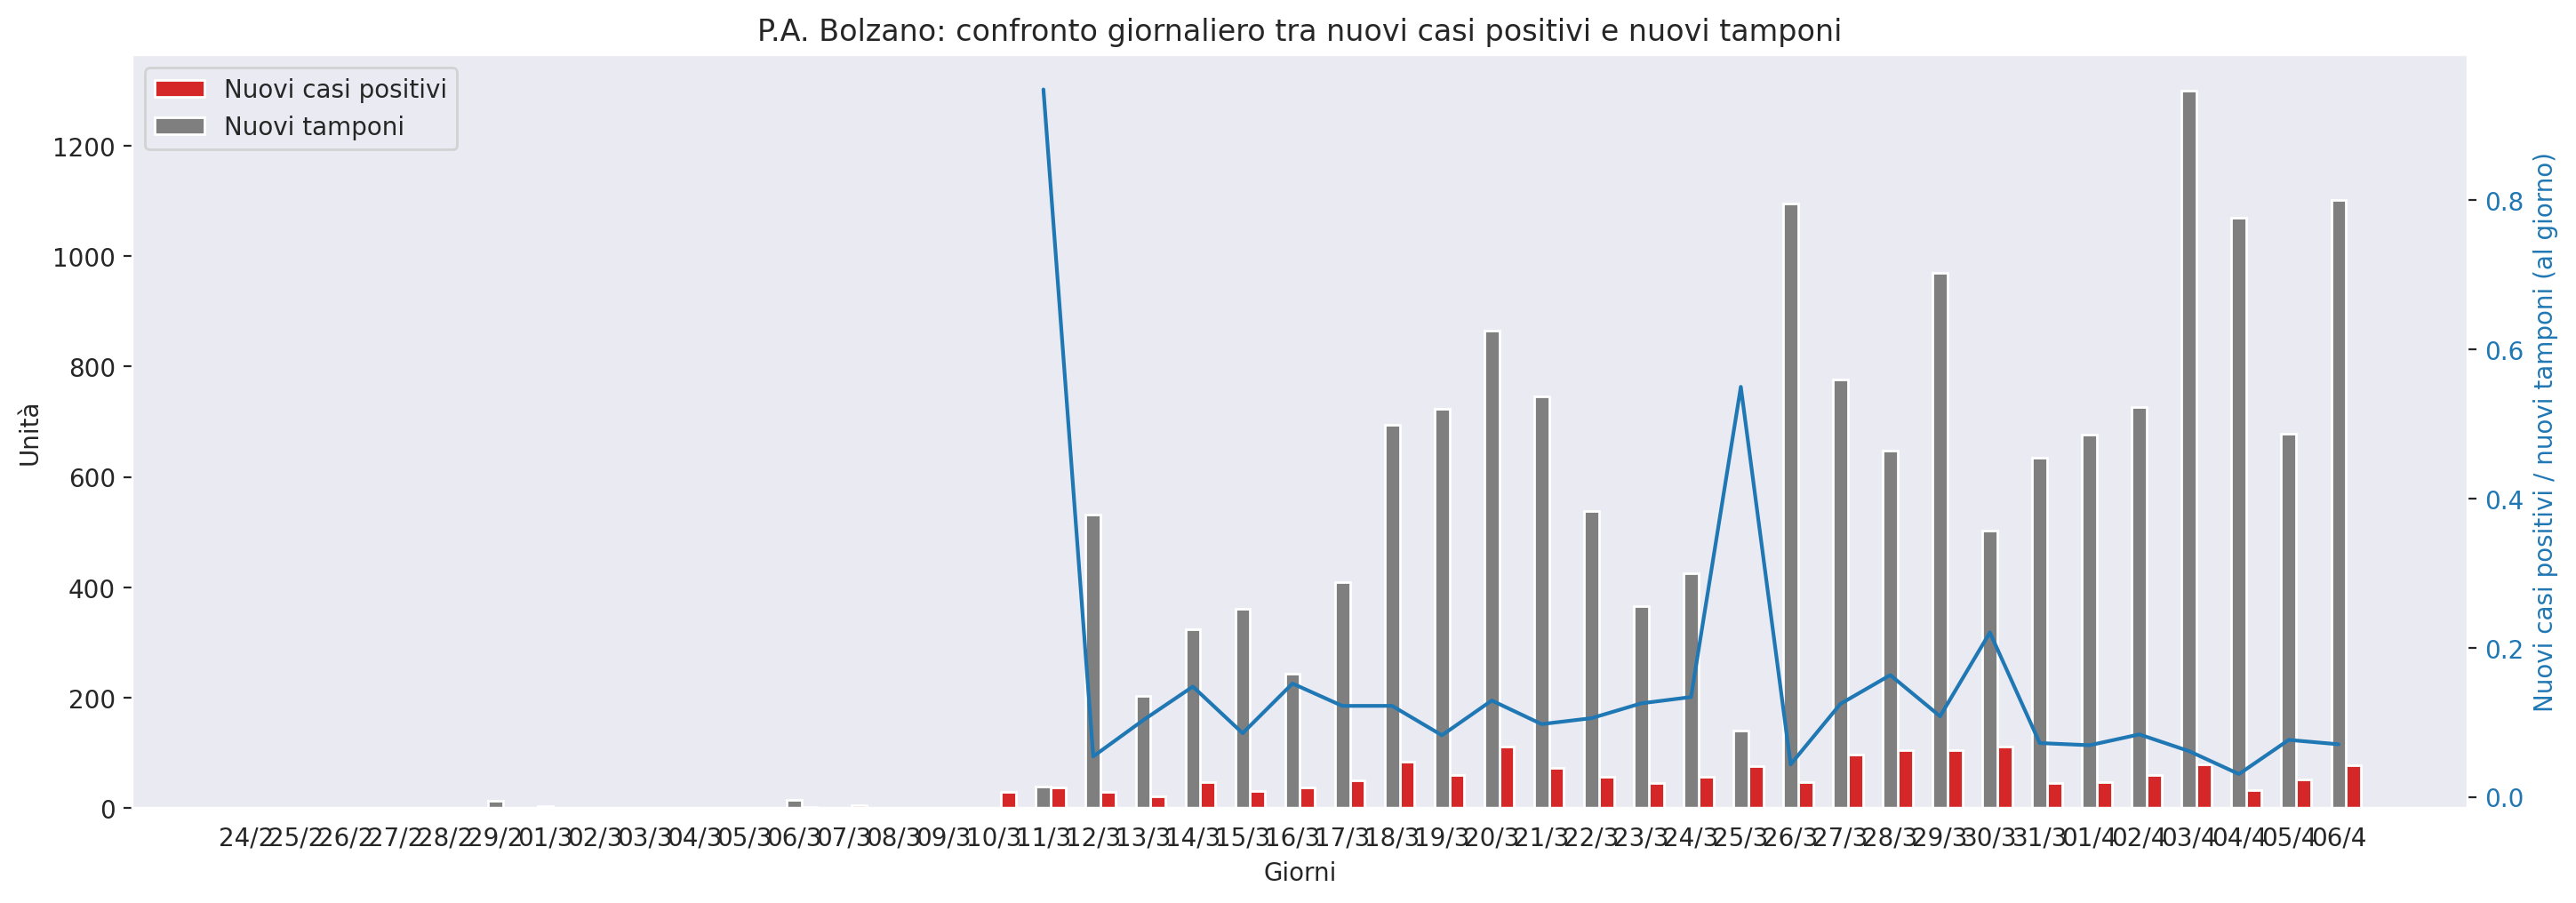 P.A. Bolzano: confronto giornaliero tra nuovi casi positivi e nuovi tamponi
Nuovi casi positivi
Nuovi tamponi
Unità
1200
1000
800
600
400
200
0
0.8
0.6
0.4
0.2
0.0
Nuovi casi positivi / nuovi tamponi (al giorno)
24/2 25/2 26/2 27/2 28/2 29/2 01/3 02/3 03/3 04/3 05/3 06/3 07/3 08/3 09/3 10/3 11/3 12/3 13/3 14/3 15/3 16/3 17/3 18/3 19/3 20/3 21/3 22/3 23/3 24/3 25/3 26/3 27/3 28/3 29/3 30/3 31/3 01/4 02/4 03/4 04/4 05/4 06/4
Giorni